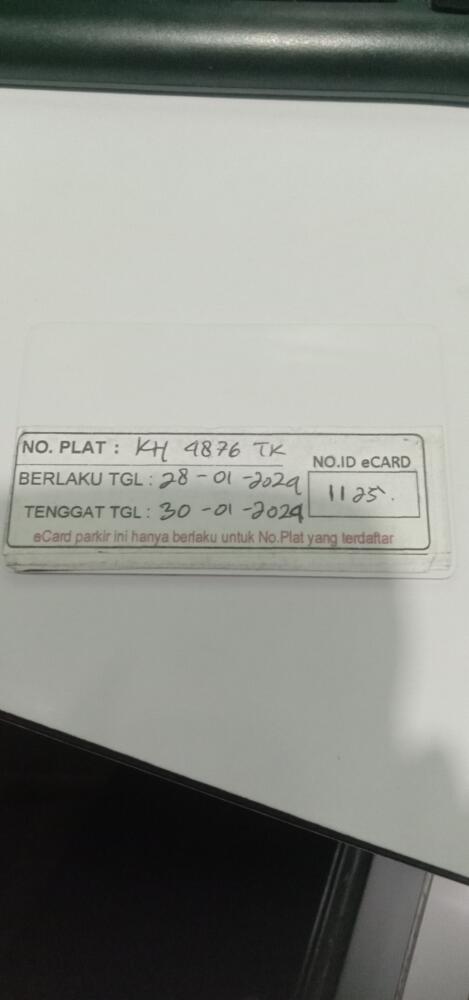 NO. PLAT : KH 4876 TK
NO.ID eCARD
BERLAKU TGL : 28 - 01 - 2024
1125.
TENGGAT TGL : 30 - 01 - 2024
eCard parkir ini hanya berlaku untuk No.Plat yang terdaftar